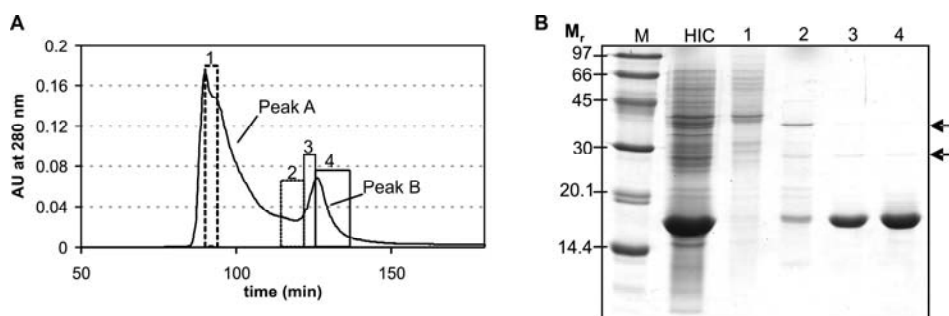 A
0.2
0.16
0.12
0.08
0.04
0
AU at 280 nm
1
Peak A
2
3
4
Peak B
50
100
150
time (min)
B
Mr M HIC 1 2 3 4
97
66
45
30
20.1
14.4